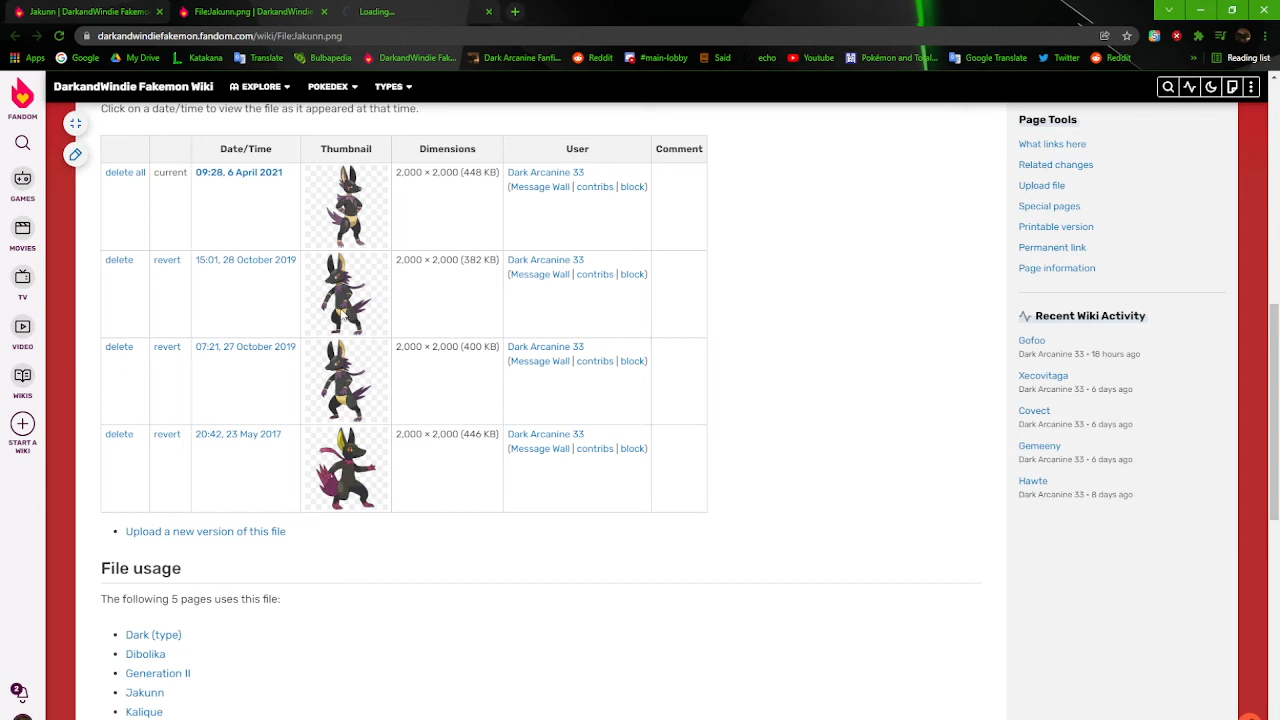 Jakunn | DarkandWindie Fakemon
File:Jakunn.png | DarkandWindie
Loading...
darkandwindiefakemon.fandom.com/wiki/File:Jakunn.png
Apps
Google
My Drive
Katakana
Translate
Bulbapedia
DarkandWindie Fak...
Dark Arcanine Fanfi...
Reddit
#main-lobby
Said
echo
YouTube
Pokémon and Total...
Google Translate
Twitter
Reddit
»
Reading list
DarkandWindie Fakemon Wiki
EXPLORE
POKEDEX
TYPES
FANDOM
GAMES
MOVIES
TV
VIDEO
WIKIS
START A
WIKI
2
Click on a date/time to view the file as it appeared at that time.
Date/Time Thumbnail Dimensions User Comment
delete all current 09:28, 6 April 2021 2,000 × 2,000 (448 KB) Dark Arcanine 33
(Message Wall | contribs | block)
delete revert 15:01, 28 October 2019 2,000 × 2,000 (382 KB) Dark Arcanine 33
(Message Wall | contribs | block)
delete revert 07:21, 27 October 2019 2,000 × 2,000 (400 KB) Dark Arcanine 33
(Message Wall | contribs | block)
delete revert 20:42, 23 May 2017 2,000 × 2,000 (446 KB) Dark Arcanine 33
(Message Wall | contribs | block)
Upload a new version of this file
File usage
The following 5 pages uses this file:
Dark (type)
Dibolika
Generation II
Jakunn
Kalique
Page Tools
What links here
Related changes
Upload file
Special pages
Printable version
Permanent link
Page information
Recent Wiki Activity
Gofoo
Dark Arcanine 33 • 18 hours ago
Xecovitaga
Dark Arcanine 33 • 6 days ago
Covect
Dark Arcanine 33 • 6 days ago
Gemeeny
Dark Arcanine 33 • 6 days ago
Hawte
Dark Arcanine 33 • 8 days ago